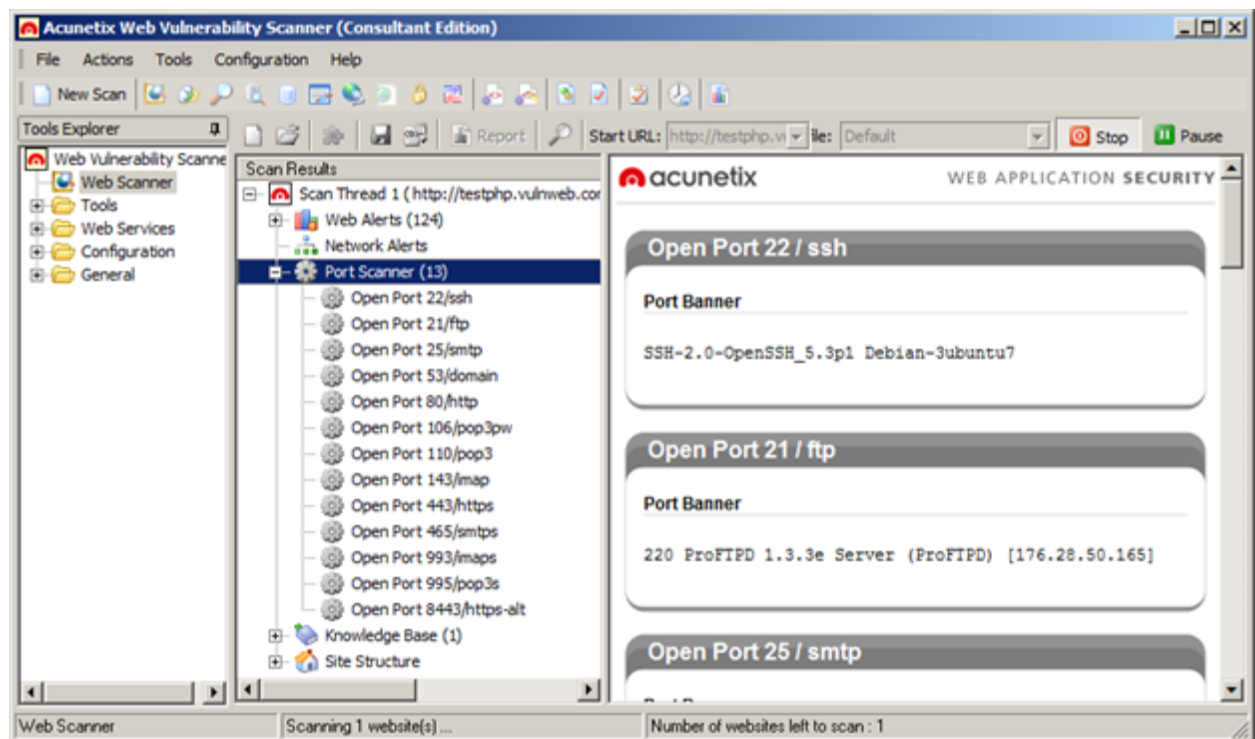 Acunetix Web Vulnerability Scanner (Consultant Edition)
File Actions Tools Configuration Help
New Scan
Tools Explorer
Report
Start URL: http://testphp.vi file: Default
Stop
Pause
Web Vulnerability Scanne
Web Scanner
Tools
Web Services
Configuration
General
Scan Results
Scan Thread 1 ( http://testphp.vulnweb.con
Web Alerts (124)
Network Alerts
Port Scanner (13)
Open Port 22/ssh
Open Port 21/ftp
Open Port 25/smtp
Open Port 53/domain
Open Port 80/http
Open Port 106/pop3pw
Open Port 110/pop3
Open Port 143/imap
Open Port 443/https
Open Port 465/smtps
Open Port 993/imaps
Open Port 995/pop3s
Open Port 8443/https-alt
Knowledge Base (1)
Site Structure
acunetix WEB APPLICATION SECURITY
Open Port 22 / ssh
Port Banner
SSH-2.0-OpenSSH_5.3p1 Debian-3ubuntu7
Open Port 21 / ftp
Port Banner
220 ProFTPD 1.3.3e Server (ProFTPD) [176.28.50.165]
Open Port 25 / smtp
Web Scanner
Scanning 1 website(s) ...
Number of websites left to scan : 1